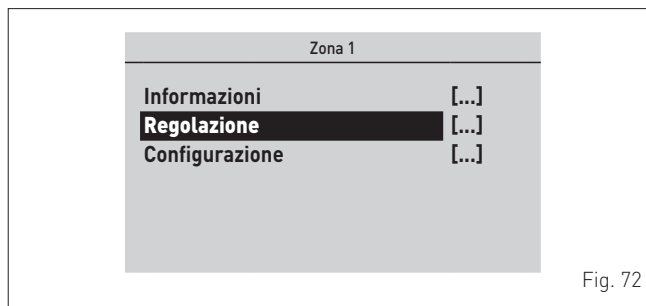 Zona 1
Informazioni [...]
Regolazione [...]
Configurazione [...]
Fig. 72